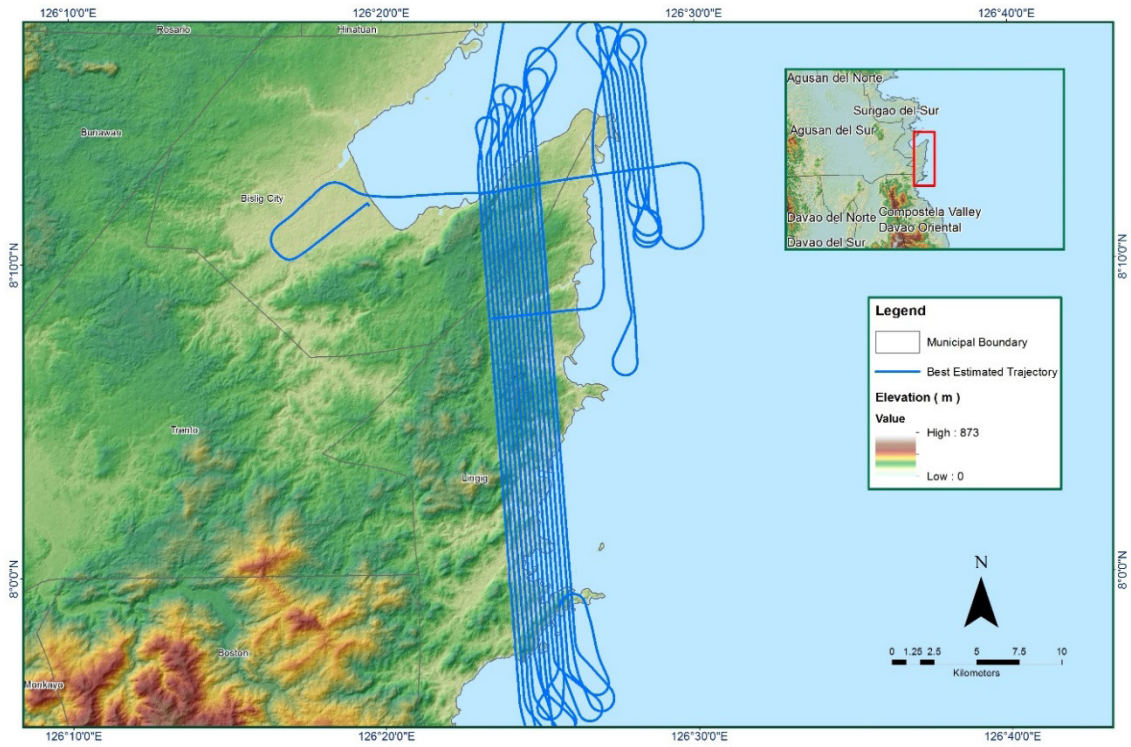 126°10'0"E 126°20'0"E 126°30'0"E 126°40'0"E
Rosario
Hinatuan
Bunawan
Bislig City
Agusan del Norte
Surigao del Sur
Agusan del Sur
Davao del Norte
Compostela Valley
Davao Oriental
Davao del Sur
8°10'0"N
8°10'0"N
Legend
Municipal Boundary
Best Estimated Trajectory
Elevation ( m )
Value
High : 873
Low : 0
Trento
Lingig
8°0'0"N
8°0'0"N
N
Boston
Monkayo
0 1.25 2.5 5 7.5 10
Kilometers
126°10'0"E 126°20'0"E 126°30'0"E 126°40'0"E